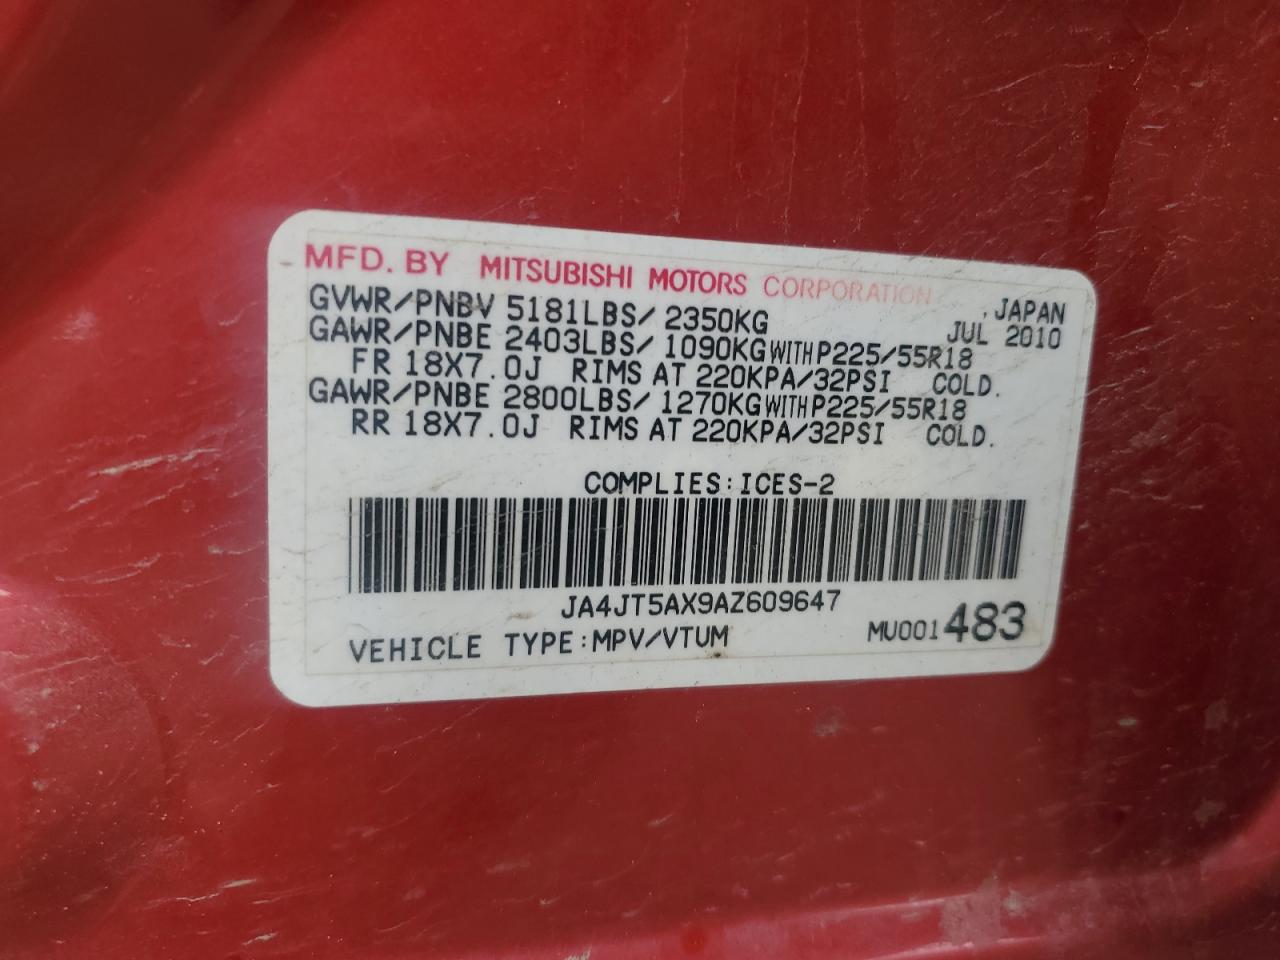 MFD. BY MITSUBISHI MOTORS CORPORATION, JAPAN
GVWR/PNBV 5181LBS/ 2350KG JUL 2010
GAWR/PNBE 2403LBS/ 1090KG WITH P225/55R18
FR 18X7.0J RIMS AT 220KPA/32PSI COLD.
GAWR/PNBE 2800LBS/ 1270KG WITH P225/55R18
RR 18X7.0J RIMS AT 220KPA/32PSI COLD.
COMPLIES:ICES-2
JA4JT5AX9AZ609647
VEHICLE TYPE:MPV/VTUM MU001483